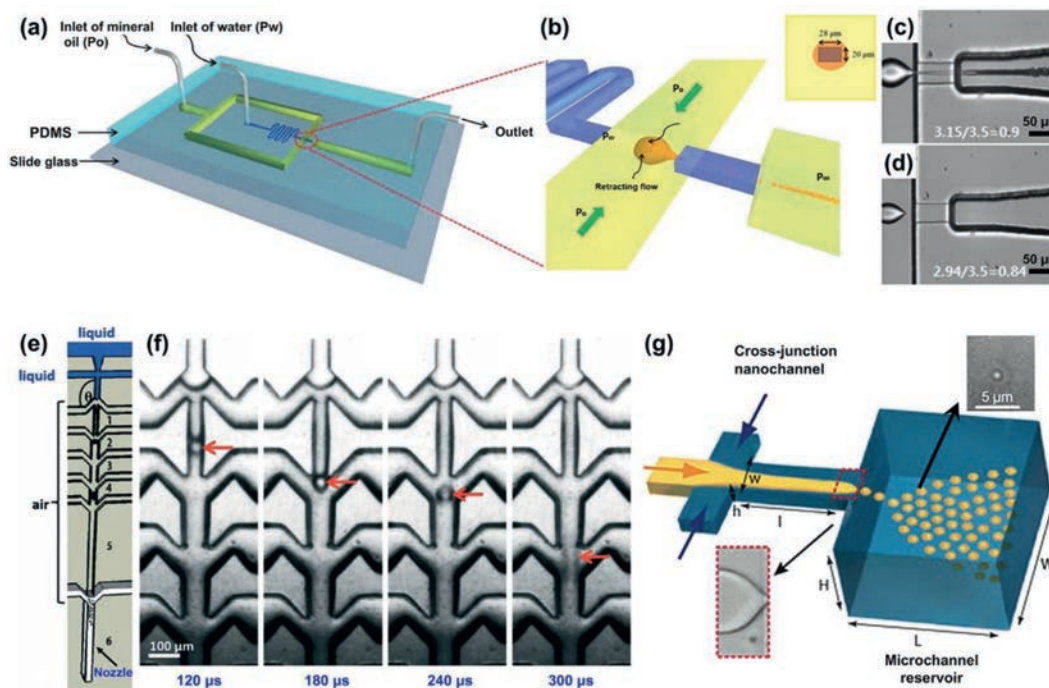 (a)
Inlet of mineral
oil (Po)
Inlet of water (Pw)
PDMS
Slide glass
Outlet
(b)
28 μm
20 μm
Po
Pw
Retracting flow
Po
(c)
3.15/3.5=0.9
50 μ
(d)
2.94/3.5=0.84
50 μ
(e)
liquid
liquid
θ
1
2
3
4
air
5
6
Nozzle
(f)
100 μm
120 μs
180 μs
240 μs
300 μs
(g)
Cross-junction
nanochannel
5 μm
w
h
l
H
L
W
Microchannel
reservoir